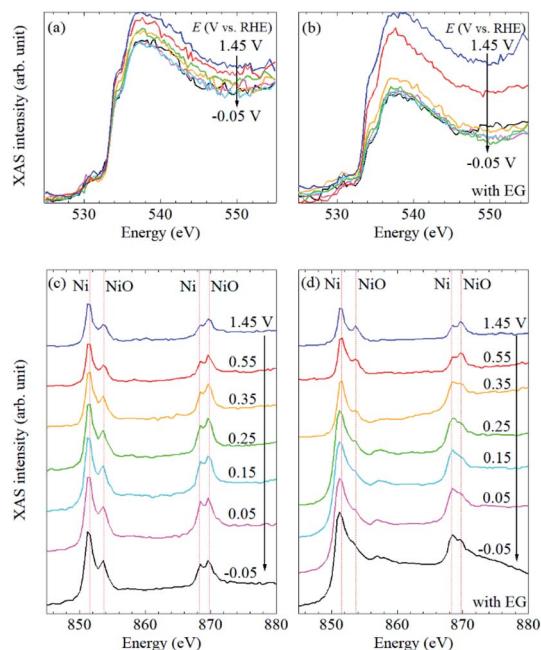 (a)
E (V vs. RHE)
1.45 V
-0.05 V
XAS intensity (arb. unit)
530 540 550
Energy (eV)
(b)
E (V vs. RHE)
1.45 V
-0.05 V
with EG
530 540 550
Energy (eV)
(c)
Ni NiO Ni NiO
1.45 V
0.55
0.35
0.25
0.15
0.05
-0.05
XAS intensity (arb. unit)
850 860 870 880
Energy (eV)
(d)
Ni NiO Ni NiO
1.45 V
0.55
0.35
0.25
0.15
0.05
-0.05
with EG
850 860 870 880
Energy (eV)